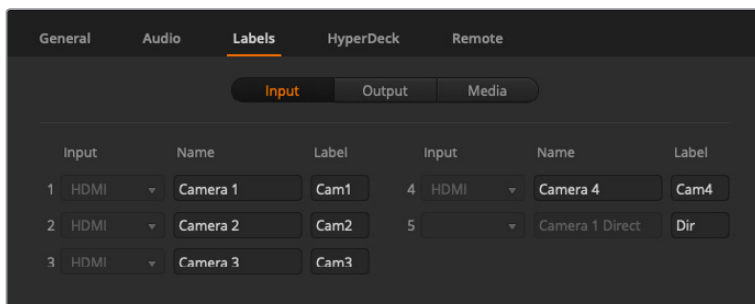 General Audio Labels HyperDeck Remote
Input Output Media
Input Name Label Input Name Label
1 HDMI Camera 1 Cam1 4 HDMI Camera 4 Cam4
2 HDMI Camera 2 Cam2 5 Camera 1 Direct Dir
3 HDMI Camera 3 Cam3